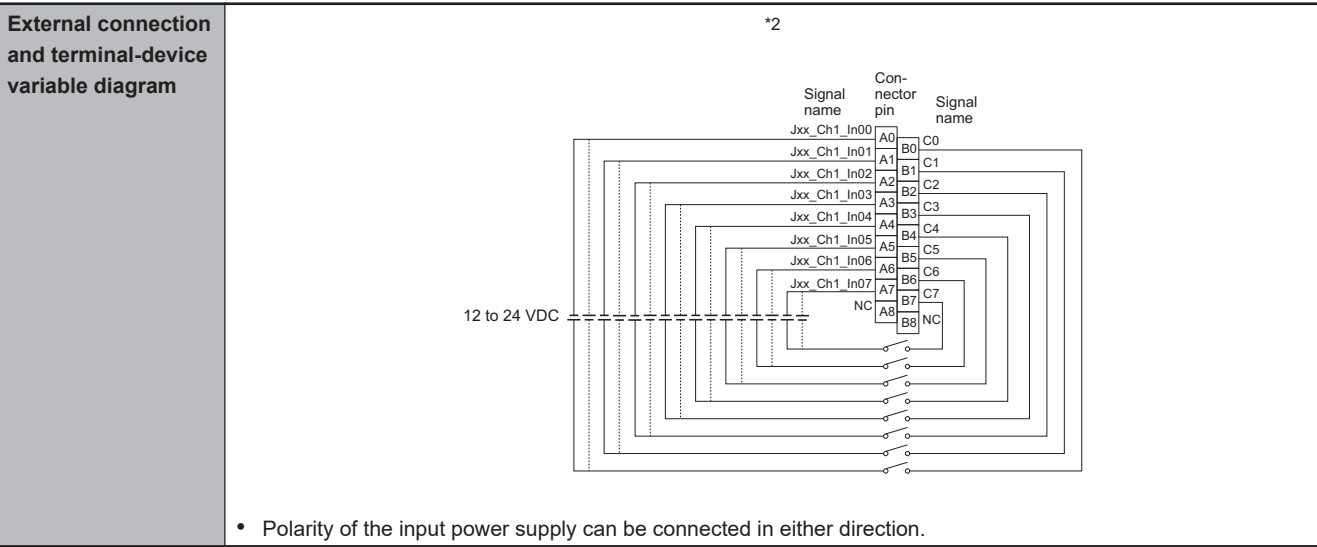 External connection
and terminal-device
variable diagram
*2
Con-
nector
pin
Signal
name
Signal
name
Jxx_Ch1_In00
A0
B0
C0
Jxx_Ch1_In01
A1
B1
C1
Jxx_Ch1_In02
A2
B2
C2
Jxx_Ch1_In03
A3
B3
C3
Jxx_Ch1_In04
A4
B4
C4
Jxx_Ch1_In05
A5
B5
C5
Jxx_Ch1_In06
A6
B6
C6
Jxx_Ch1_In07
A7
B7
C7
NC
A8
B8
NC
12 to 24 VDC
• Polarity of the input power supply can be connected in either direction.